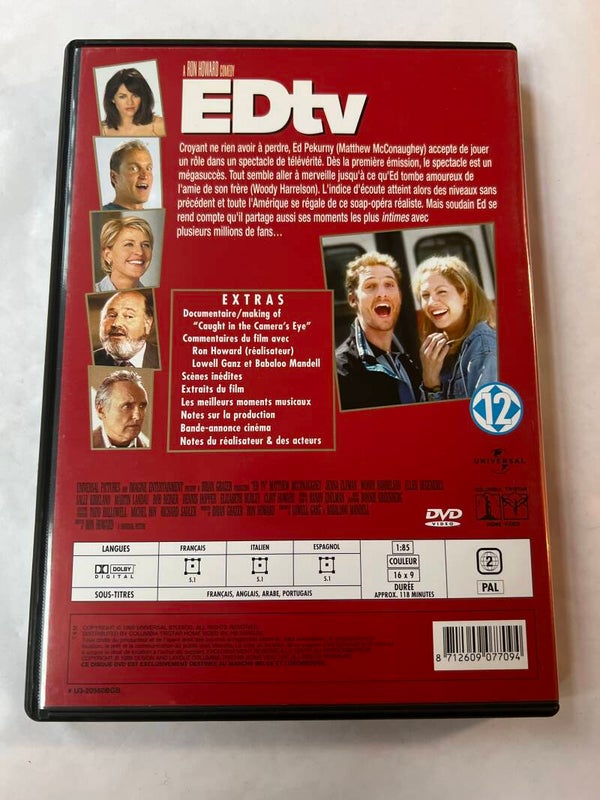 A RON HOWARD COMEDY
EDtv
Croyant ne rien avoir à perdre, Ed Pekurny (Matthew McConaughey) accepte de jouer
un rôle dans un spectacle de télévérité. Dès la première émission, le spectacle est un
mégasuccès. Tout semble aller à merveille jusqu'à ce qu'Ed tombe amoureux de
l'amie de son frère (Woody Harrelson). L'indice d'écoute atteint alors des niveaux sans
précédent et toute l'Amérique se régale de ce soap-opéra réaliste. Mais soudain Ed se
rend compte qu'il partage aussi ses moments les plus intimes avec
plusieurs millions de fans…
EXTRAS
Documentaire/making of
"Caught in the Camera's Eye"
Commentaires du film avec
Ron Howard (réalisateur)
Lowell Ganz et Babaloo Mandell
Scènes inédites
Extraits du film
Les meilleurs moments musicaux
Notes sur la production
Bande-annonce cinéma
Notes du réalisateur & des acteurs
12
UNIVERSAL
COLUMBIA TRISTAR
HOME VIDEO
DVD
VIDEO
LANGUES
FRANÇAIS
ITALIEN
ESPAGNOL
1:85
DOLBY
DIGITAL
5.1
5.1
5.1
COULEUR
16 x 9
2
SOUS-TITRES
FRANÇAIS, ANGLAIS, ARABE, PORTUGAIS
DURÉE
APPROX. 118 MINUTES
PAL
8 712609 077094